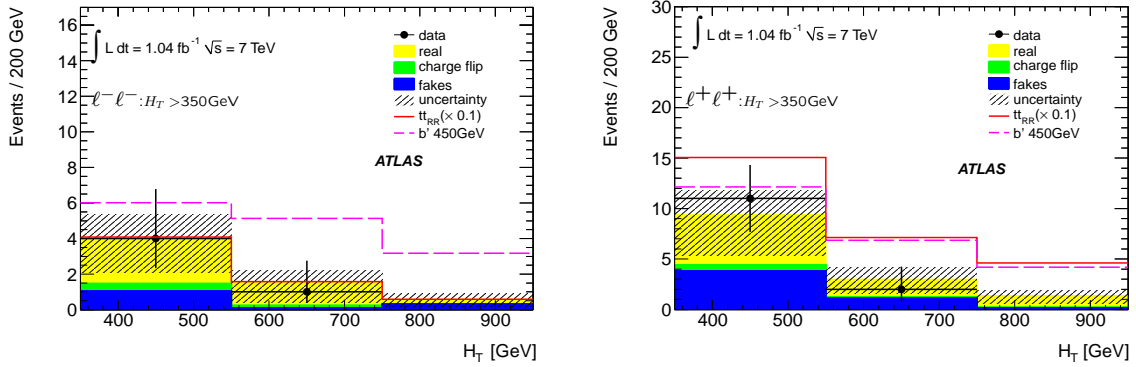 Events / 200 GeV
16
14
12
10
8
6
4
2
0
∫ L dt = 1.04 fb⁻¹ √s = 7 TeV
ℓ⁻ℓ⁻: H_T >350GeV
data
real
charge flip
fakes
uncertainty
tt_RR(× 0.1)
b' 450GeV
ATLAS
400 500 600 700 800 900
H_T [GeV]
Events / 200 GeV
30
25
20
15
10
5
0
∫ L dt = 1.04 fb⁻¹ √s = 7 TeV
ℓ⁺ℓ⁺: H_T >350GeV
data
real
charge flip
fakes
uncertainty
tt_RR(× 0.1)
b' 450GeV
ATLAS
400 500 600 700 800 900
H_T [GeV]